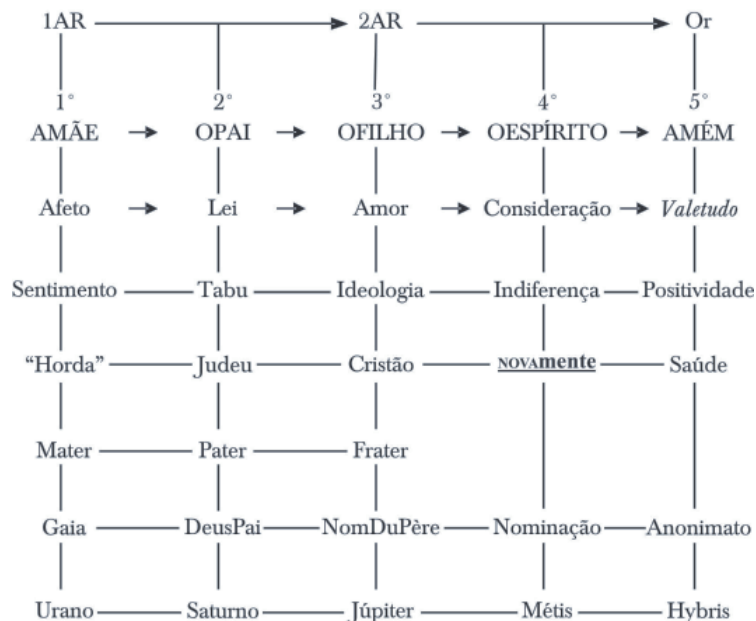 1AR 2AR Or
1° 2° 3° 4° 5°
AMÃE OPAI OFILHO OESPÍRITO AMÉM
Afeto Lei Amor Consideração Valetudo
Sentimento Tabu Ideologia Indiferença Positividade
“Horda” Judeu Cristão NOVAmente Saúde
Mater Pater Frater
Gaia DeusPai NomDuPère Nominação Anonimato
Urano Saturno Júpiter Métis Hybris